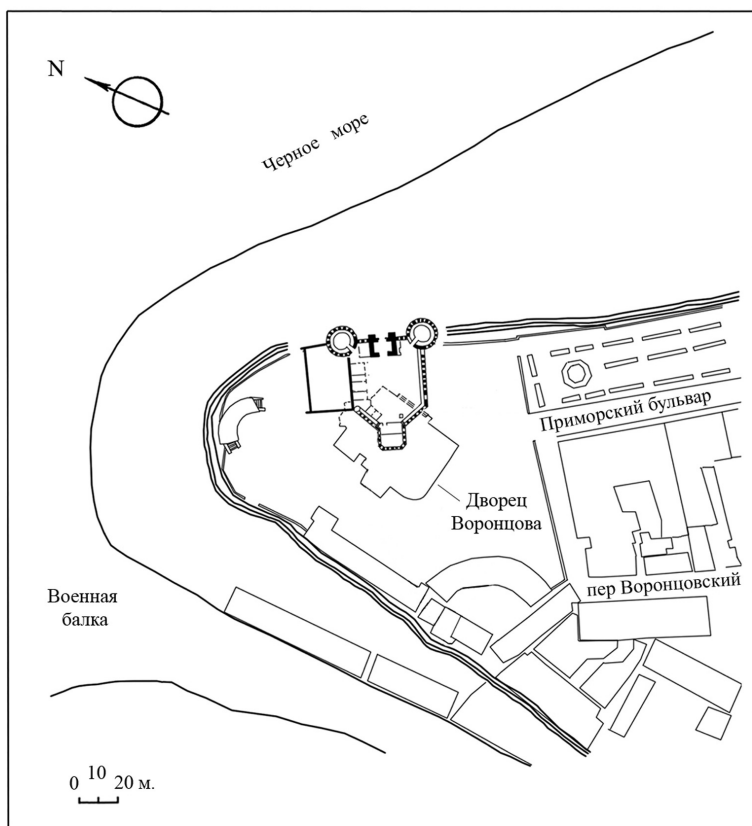 N
Черное море
Приморский бульвар
Дворец
Воронцова
пер Воронцовский
Военная
балка
0 10 20 м.